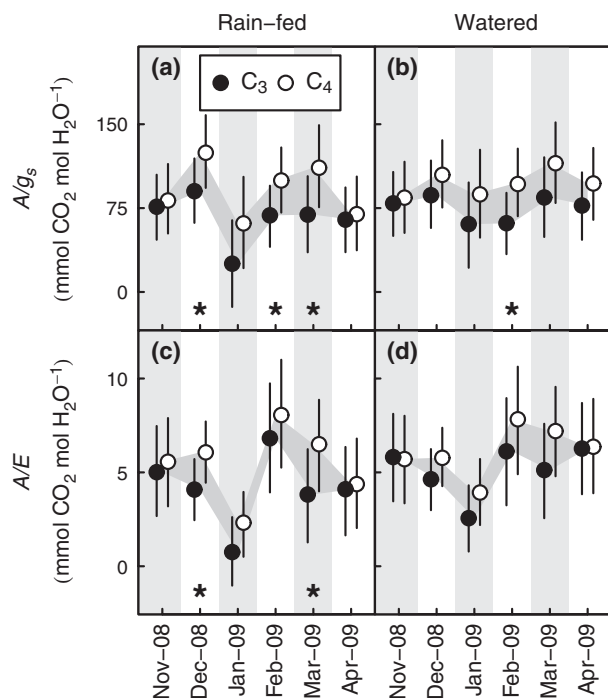 Rain–fed
Watered
(a)
C₃
C₄
(b)
A/gₛ
(mmol CO₂ mol H₂O⁻¹)
150
75
0
*
*
*
*
(c)
(d)
A/E
(mmol CO₂ mol H₂O⁻¹)
10
5
0
*
*
Nov–08
Dec–08
Jan–09
Feb–09
Mar–09
Apr–09
Nov–08
Dec–08
Jan–09
Feb–09
Mar–09
Apr–09